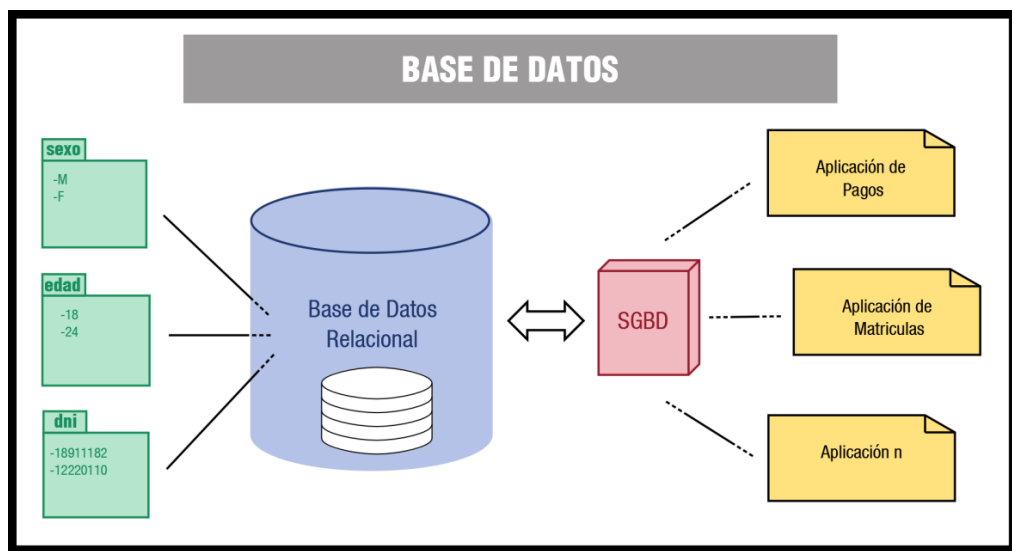 BASE DE DATOS
sexo
-M
-F
edad
-18
-24
dni
-18911182
-12220110
Base de Datos
Relacional
SGBD
Aplicación de
Pagos
Aplicación de
Matriculas
Aplicación n